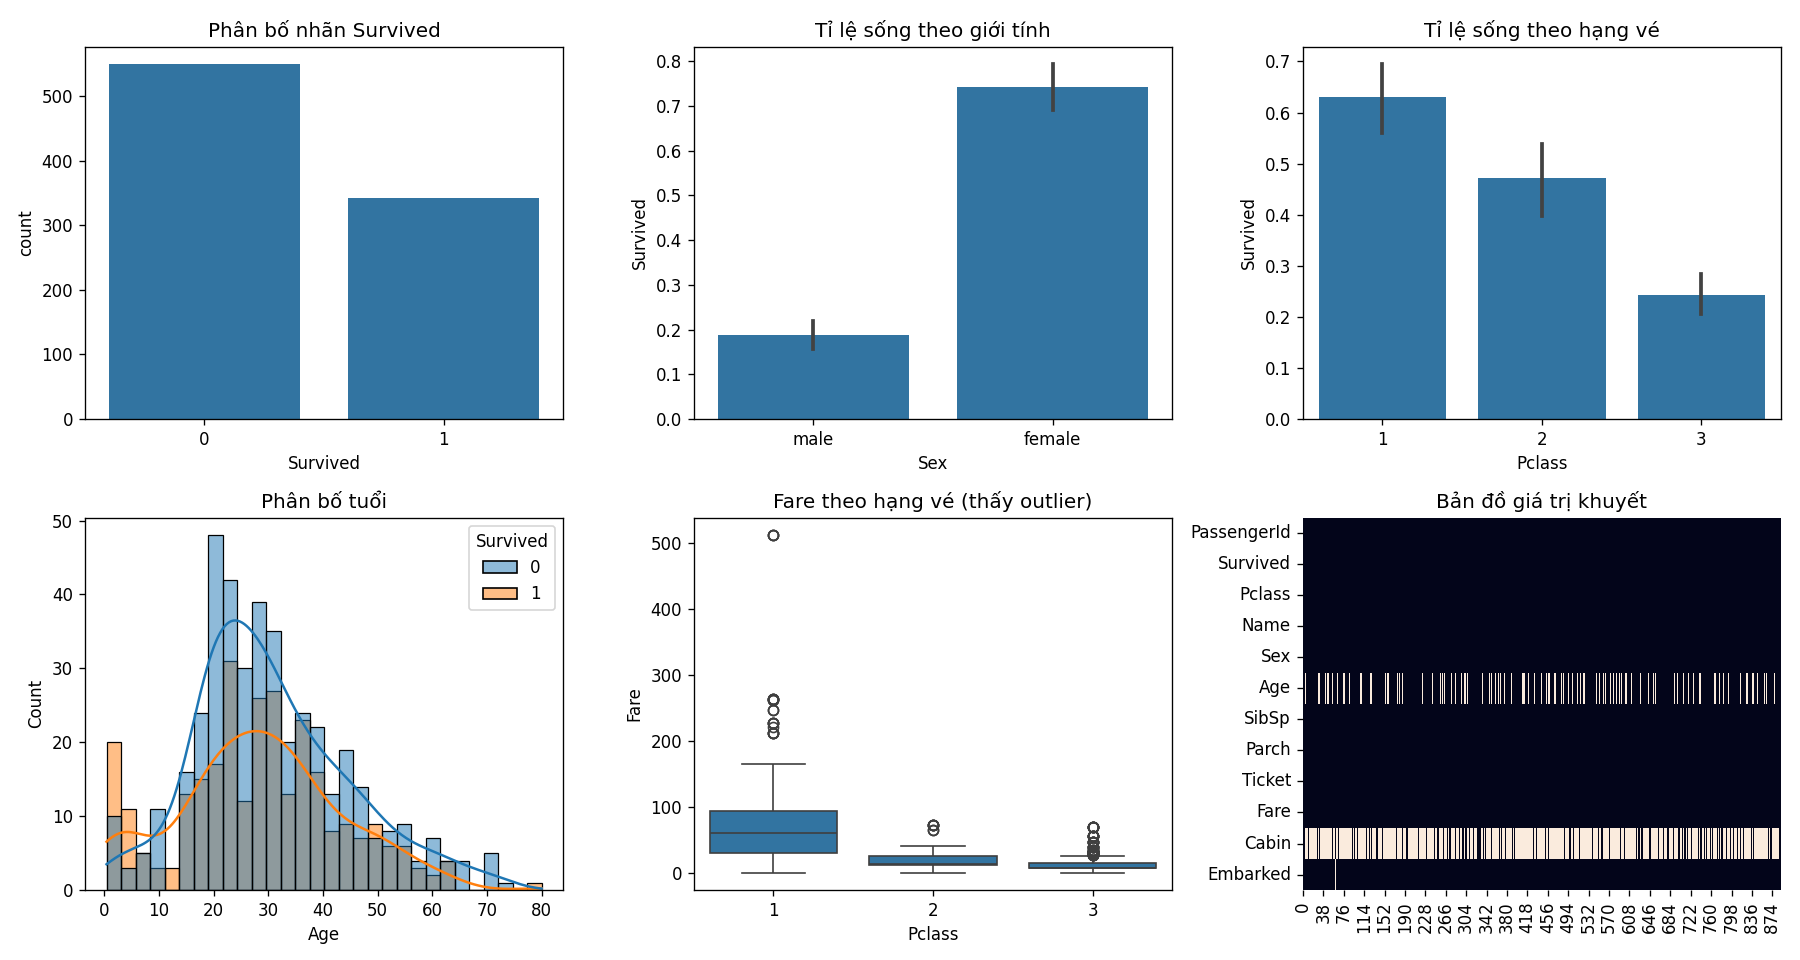 Phân bố nhãn Survived
500
400
300
200
100
0
count
0 1
Survived
Tỉ lệ sống theo giới tính
0.8
0.7
0.6
0.5
0.4
0.3
0.2
0.1
0.0
Survived
male female
Sex
Tỉ lệ sống theo hạng vé
0.7
0.6
0.5
0.4
0.3
0.2
0.1
0.0
Survived
1 2 3
Pclass
Phân bố tuổi
50
40
30
20
10
0
Count
Survived
0
1
0 10 20 30 40 50 60 70 80
Age
Fare theo hạng vé (thấy outlier)
500
400
300
200
100
0
Fare
1 2 3
Pclass
Bản đồ giá trị khuyết
PassengerId
Survived
Pclass
Name
Sex
Age
SibSp
Parch
Ticket
Fare
Cabin
Embarked
0 38 76 114 152 190 228 266 304 342 380 418 456 494 532 570 608 646 684 722 760 798 836 874